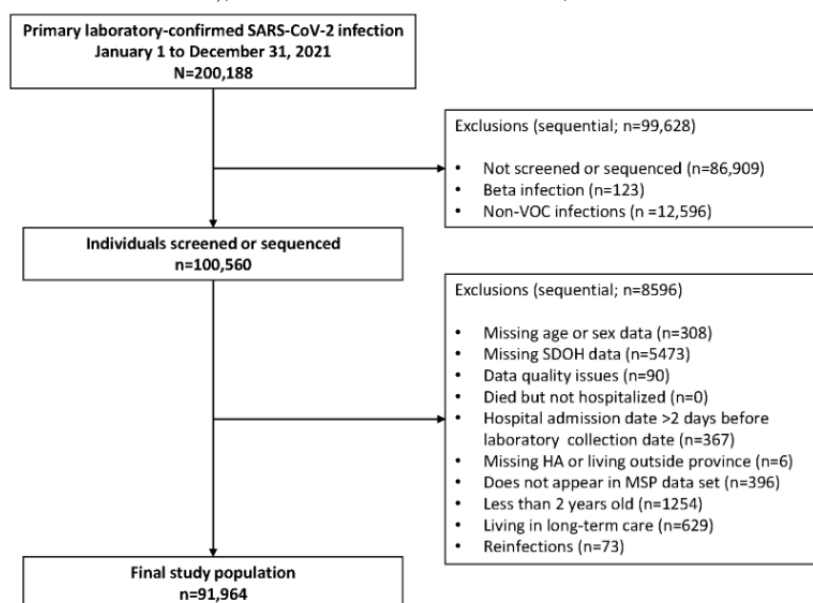 Primary laboratory-confirmed SARS-CoV-2 infection
January 1 to December 31, 2021
N=200,188
Exclusions (sequential; n=99,628)
• Not screened or sequenced (n=86,909)
• Beta infection (n=123)
• Non-VOC infections (n =12,596)
Individuals screened or sequenced
n=100,560
Exclusions (sequential; n=8596)
• Missing age or sex data (n=308)
• Missing SDOH data (n=5473)
• Data quality issues (n=90)
• Died but not hospitalized (n=0)
• Hospital admission date >2 days before
laboratory collection date (n=367)
• Missing HA or living outside province (n=6)
• Does not appear in MSP data set (n=396)
• Less than 2 years old (n=1254)
• Living in long-term care (n=629)
• Reinfections (n=73)
Final study population
n=91,964